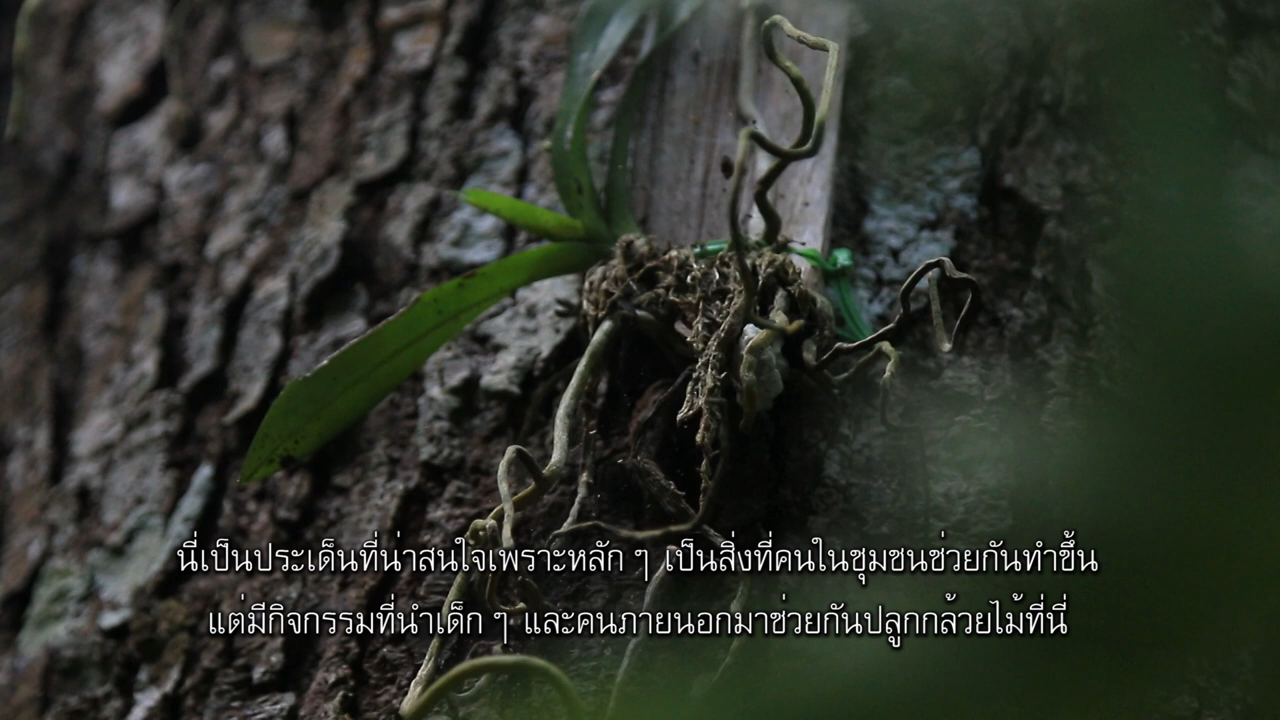 นี่เป็นประเด็นที่น่าสนใจเพราะหลัก ๆ เป็นสิ่งที่คนในชุมชนช่วยกันทำขึ้น
แต่มีกิจกรรมที่นำเด็ก ๆ และคนภายนอกมาช่วยกันปลูกกล้วยไม้ที่นี่